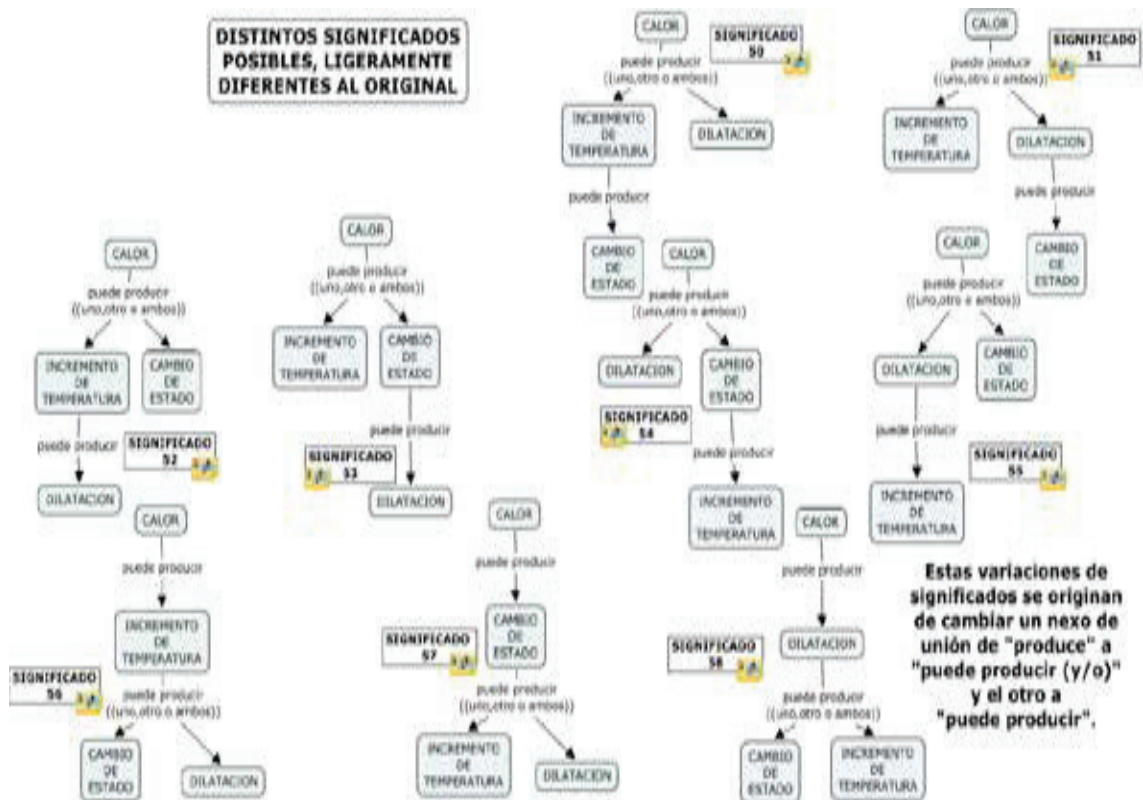 DISTINTOS SIGNIFICADOS
POSIBLES, LIGERAMENTE
DIFERENTES AL ORIGINAL
CALOR
puede producir
((uno,otro o ambos))
SIGNIFICADO
50
INCREMENTO
DE
TEMPERATURA
DILATACION
puede producir
CAMBIO
DE
ESTADO
CALOR
puede producir
((uno,otro o ambos))
SIGNIFICADO
51
INCREMENTO
DE
TEMPERATURA
DILATACION
puede producir
CAMBIO
DE
ESTADO
CALOR
puede producir
((uno,otro o ambos))
INCREMENTO
DE
TEMPERATURA
CAMBIO
DE
ESTADO
puede producir
SIGNIFICADO
52
DILATACION
CALOR
puede producir
((uno,otro o ambos))
INCREMENTO
DE
TEMPERATURA
CAMBIO
DE
ESTADO
puede producir
SIGNIFICADO
53
DILATACION
CALOR
puede producir
((uno,otro o ambos))
DILATACION
CAMBIO
DE
ESTADO
SIGNIFICADO
54
puede producir
INCREMENTO
DE
TEMPERATURA
CALOR
puede producir
((uno,otro o ambos))
DILATACION
CAMBIO
DE
ESTADO
puede producir
SIGNIFICADO
55
INCREMENTO
DE
TEMPERATURA
CALOR
puede producir
INCREMENTO
DE
TEMPERATURA
SIGNIFICADO
56
puede producir
((uno,otro o ambos))
CAMBIO
DE
ESTADO
DILATACION
CALOR
puede producir
SIGNIFICADO
57
CAMBIO
DE
ESTADO
puede producir
((uno,otro o ambos))
INCREMENTO
DE
TEMPERATURA
DILATACION
CALOR
puede producir
SIGNIFICADO
58
DILATACION
puede producir
((uno,otro o ambos))
CAMBIO
DE
ESTADO
INCREMENTO
DE
TEMPERATURA
Estas variaciones de
significados se originan
de cambiar un nexo de
unión de "produce" a
"puede producir (y/o)"
y el otro a
"puede producir".